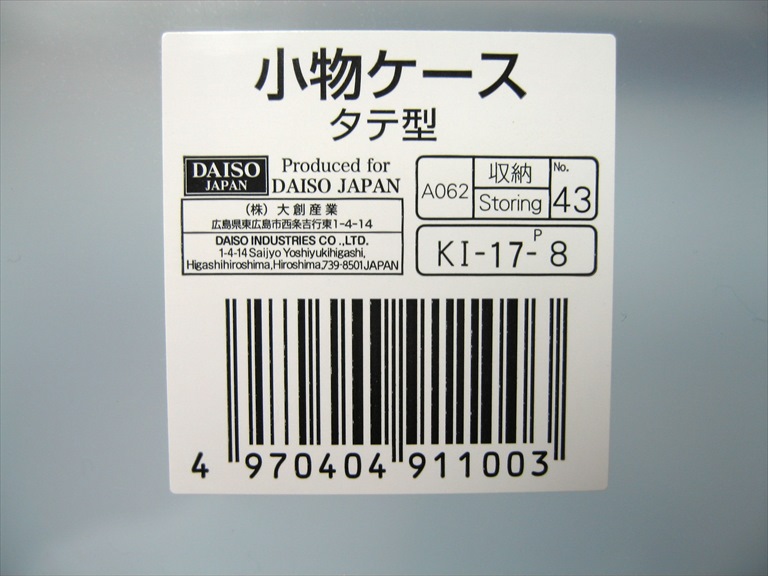 小物ケース
タテ型
DAISO
JAPAN
Produced for
DAISO JAPAN
(株)大創産業
広島県東広島市西条吉行東1-4-14
DAISO INDUSTRIES CO.,LTD.
1-4-14 Saijyo Yoshiyukihigashi,
Higashihiroshima,Hiroshima,739-8501JAPAN
A062
収納
Storing
No.
43
KI-17-P8
4 970404 911003